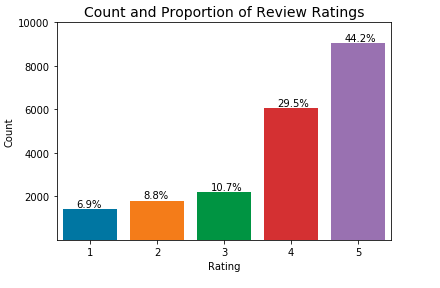 Count and Proportion of Review Ratings
10000
8000
6000
4000
2000
Count
6.9%
8.8%
10.7%
29.5%
44.2%
1 2 3 4 5
Rating